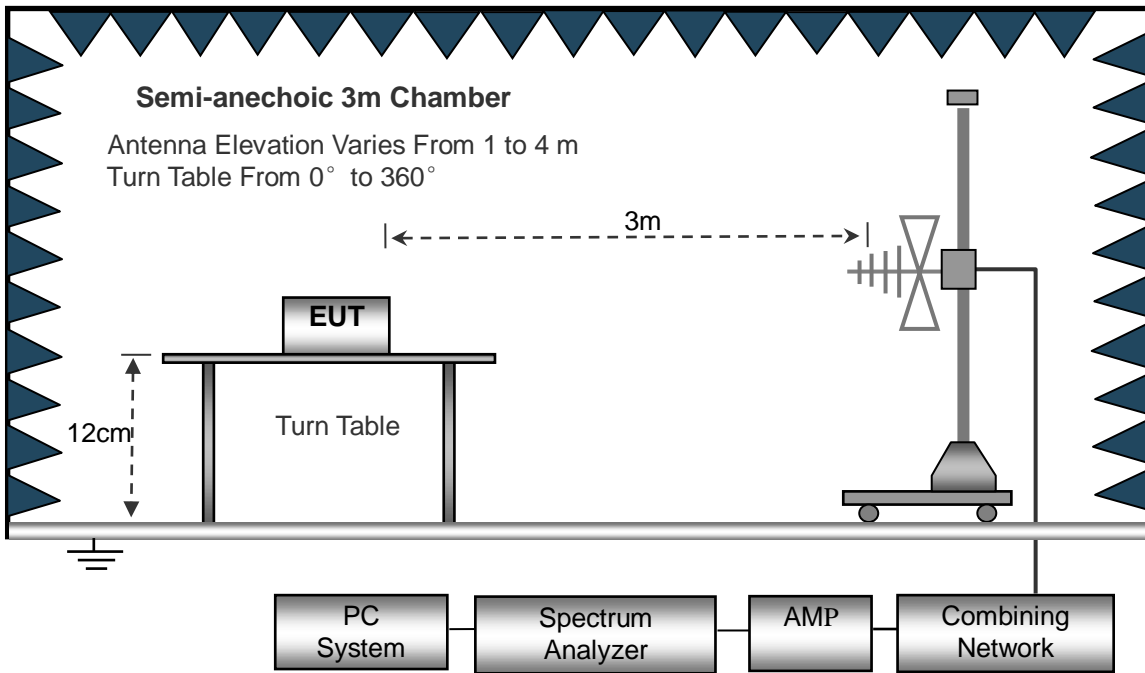 Semi-anechoic 3m Chamber
Antenna Elevation Varies From 1 to 4 m
Turn Table From 0° to 360°
3m
EUT
12cm
Turn Table
PC
System
Spectrum
Analyzer
AMP
Combining
Network